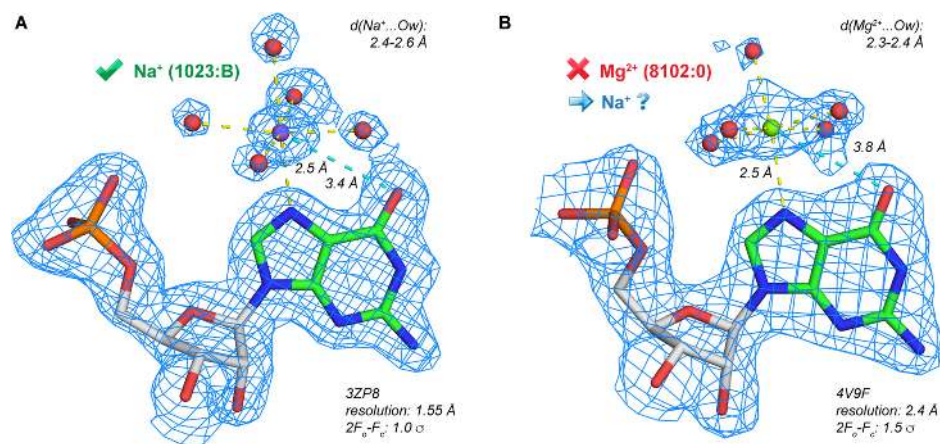 A
d(Na⁺...Ow):
2.4-2.6 Å
Na⁺ (1023:B)
2.5 Å
3.4 Å
3ZP8
resolution: 1.55 Å
2Fₒ-Fc: 1.0 σ
B
d(Mg²⁺...Ow):
2.3-2.4 Å
Mg²⁺ (8102:0)
Na⁺ ?
3.8 Å
2.5 Å
4V9F
resolution: 2.4 Å
2Fₒ-Fc: 1.5 σ